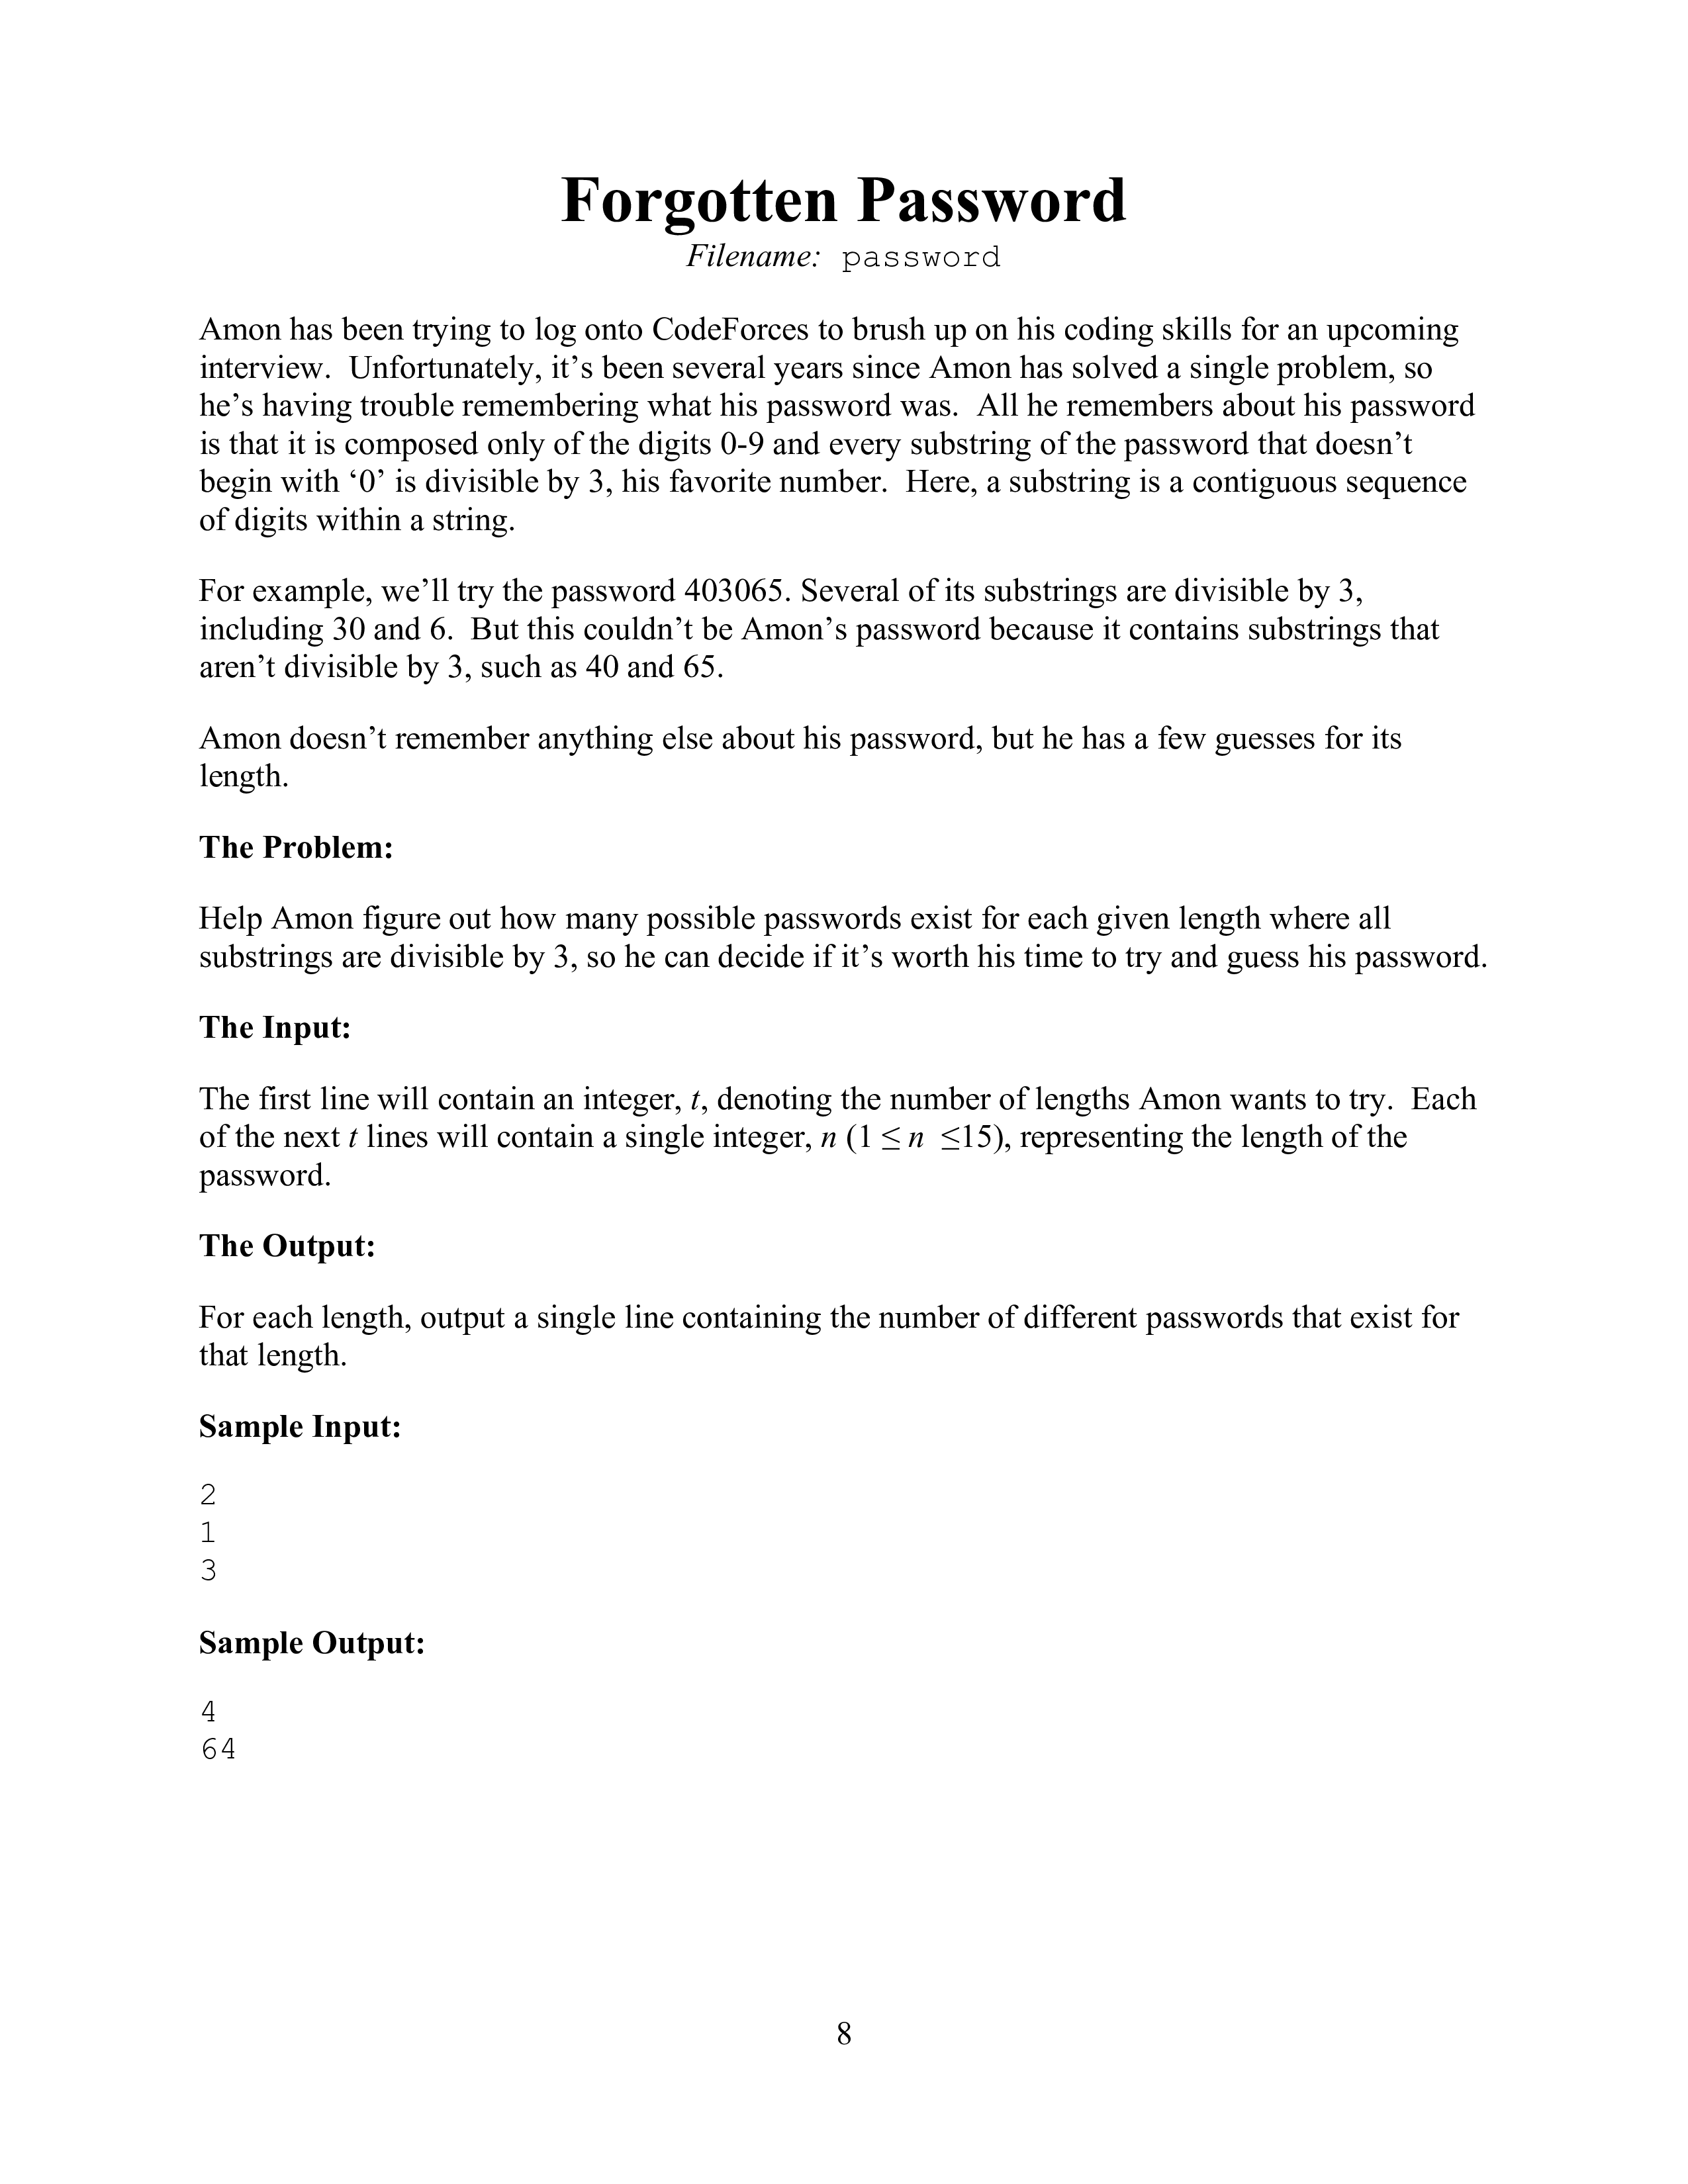 Forgotten Password
Filename: password
Amon has been trying to log onto CodeForces to brush up on his coding skills for an upcoming
interview.  Unfortunately, it’s been several years since Amon has solved a single problem, so
he’s having trouble remembering what his password was.  All he remembers about his password
is that it is composed only of the digits 0-9 and every substring of the password that doesn’t
begin with ‘0’ is divisible by 3, his favorite number.  Here, a substring is a contiguous sequence
of digits within a string.
For example, we’ll try the password 403065. Several of its substrings are divisible by 3,
including 30 and 6.  But this couldn’t be Amon’s password because it contains substrings that
aren’t divisible by 3, such as 40 and 65.
Amon doesn’t remember anything else about his password, but he has a few guesses for its
length.
The Problem:
Help Amon figure out how many possible passwords exist for each given length where all
substrings are divisible by 3, so he can decide if it’s worth his time to try and guess his password.
The Input:
The first line will contain an integer, t, denoting the number of lengths Amon wants to try.  Each
of the next t lines will contain a single integer, n (1 ≤ n  ≤15), representing the length of the
password.
The Output:
For each length, output a single line containing the number of different passwords that exist for
that length.
Sample Input:
2
1
3
Sample Output:
4
64
8